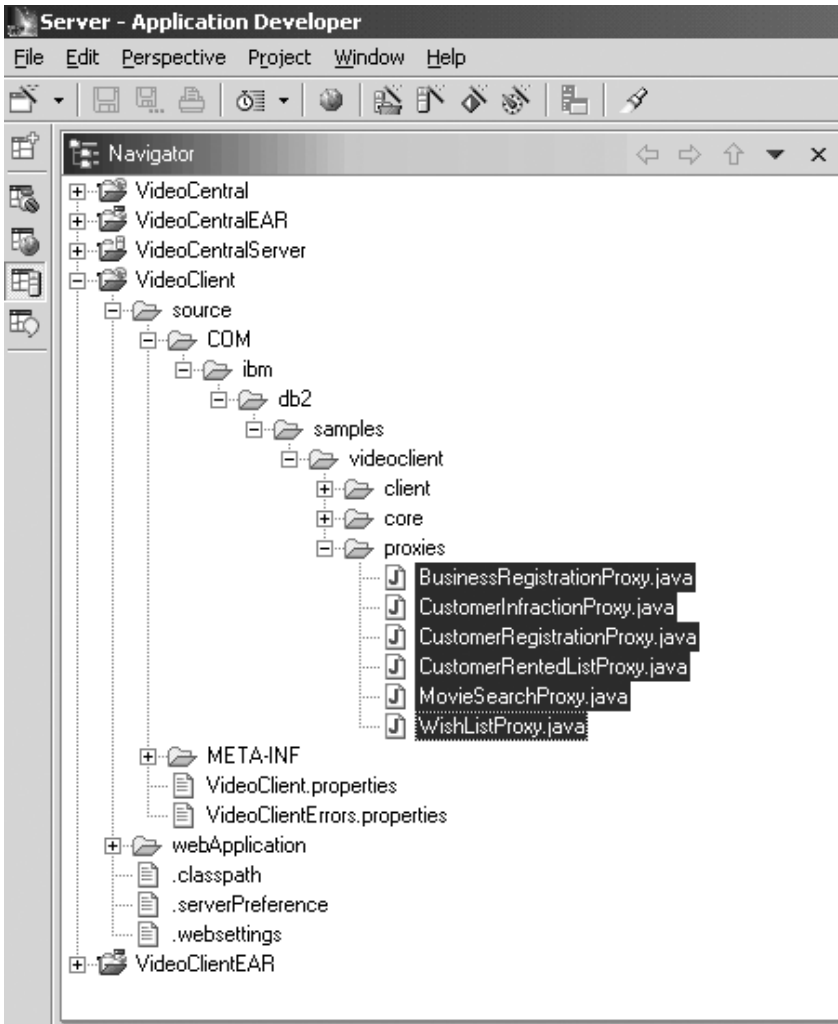 Server - Application Developer
File Edit Perspective Project Window Help
Navigator
VideoCentral
VideoCentralEAR
VideoCentralServer
VideoClient
source
COM
ibm
db2
samples
videoclient
client
core
proxies
BusinessRegistrationProxy.java
CustomerInfractionProxy.java
CustomerRegistrationProxy.java
CustomerRentedListProxy.java
MovieSearchProxy.java
WishListProxy.java
META-INF
VideoClient.properties
VideoClientErrors.properties
webApplication
.classpath
.serverPreference
.websettings
VideoClientEAR